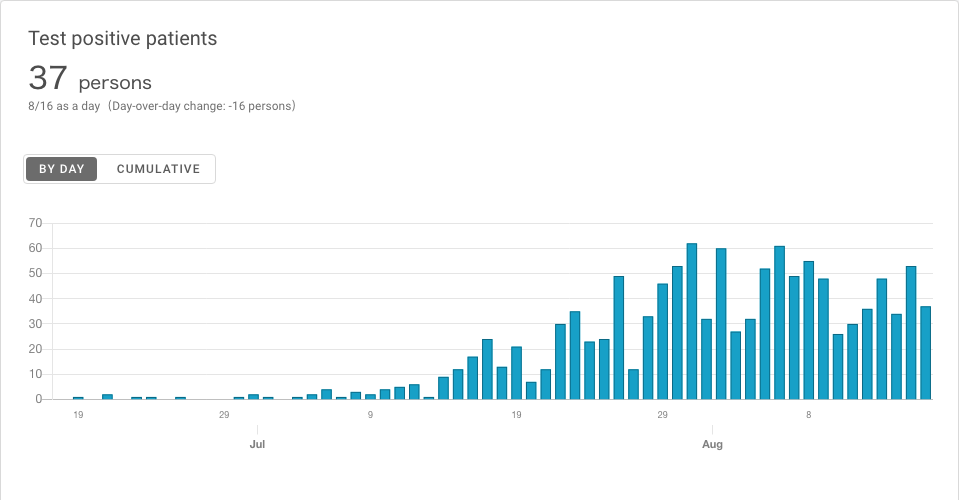 Test positive patients
37 persons
8/16 as a day（Day-over-day change: -16 persons）
BY DAY CUMULATIVE
70
60
50
40
30
20
10
0
19 29 9 19 29 8
Jul Aug